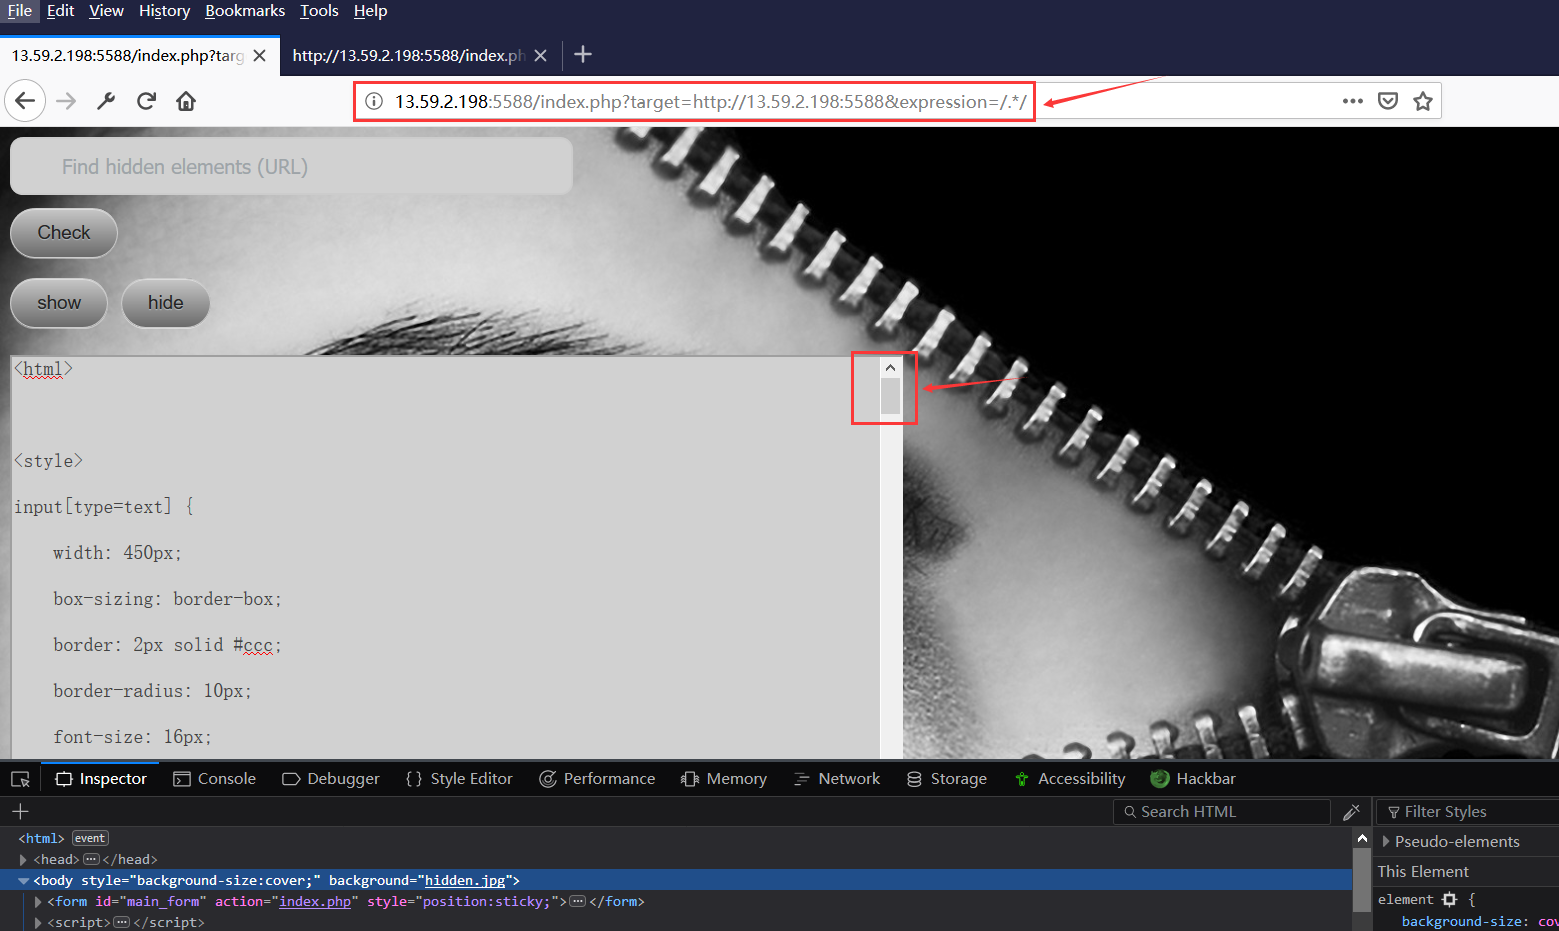 File Edit View History Bookmarks Tools Help
13.59.2.198:5588/index.php?targ http://13.59.2.198:5588/index.ph
13.59.2.198:5588/index.php?target=http://13.59.2.198:5588&expression=/.*/
Find hidden elements (URL)
Check
show hide
<html>
<style>
input[type=text] {
width: 450px;
box-sizing: border-box;
border: 2px solid #ccc;
border-radius: 10px;
font-size: 16px;
Inspector Console Debugger {} Style Editor Performance Memory Network Storage Accessibility Hackbar
+ Search HTML Filter Styles
<html> event
Pseudo-elements
<head>…</head>
This Element
<body style="background-size:cover;" background="hidden.jpg">
element {
<form id="main_form" action="index.php" style="position:sticky;">…</form>
background-size: cov
<script>…</script>